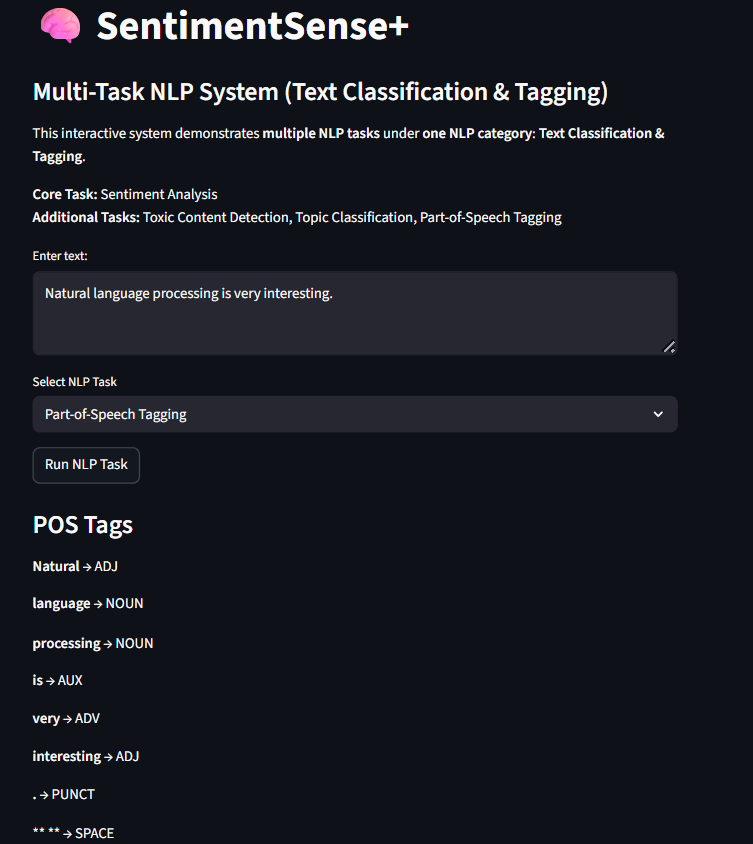 SentimentSense+
Multi-Task NLP System (Text Classification & Tagging)
This interactive system demonstrates multiple NLP tasks under one NLP category: Text Classification &
Tagging.
Core Task: Sentiment Analysis
Additional Tasks: Toxic Content Detection, Topic Classification, Part-of-Speech Tagging
Enter text:
Natural language processing is very interesting.
Select NLP Task
Part-of-Speech Tagging
Run NLP Task
POS Tags
Natural → ADJ
language → NOUN
processing → NOUN
is → AUX
very → ADV
interesting → ADJ
. → PUNCT
** ** → SPACE